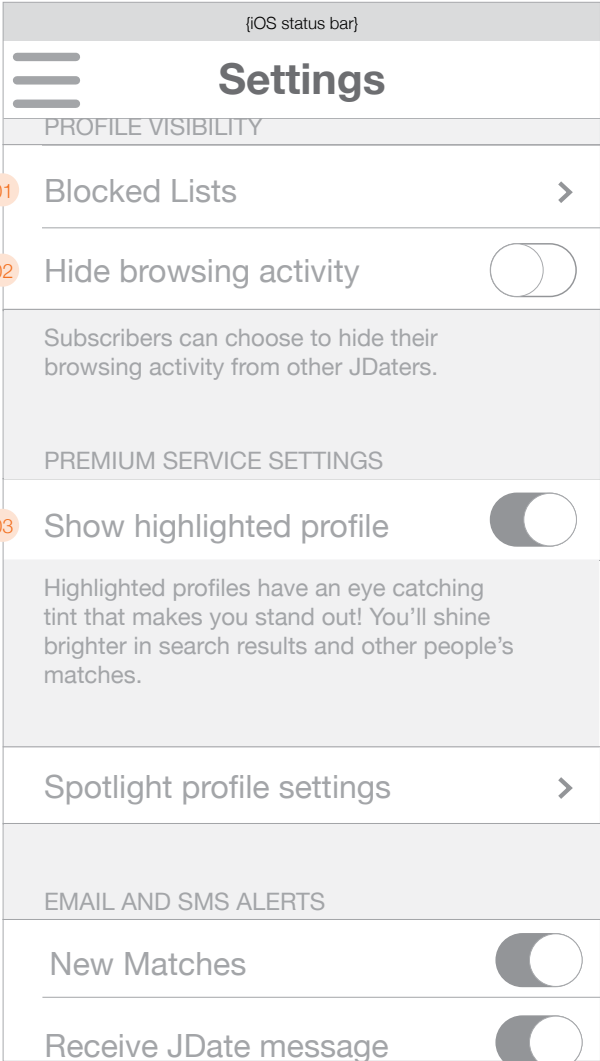 {iOS status bar}
Settings
PROFILE VISIBILITY
01 Blocked Lists
02 Hide browsing activity
Subscribers can choose to hide their
browsing activity from other JDaters.
PREMIUM SERVICE SETTINGS
03 Show highlighted profile
Highlighted profiles have an eye catching
tint that makes you stand out! You’ll shine
brighter in search results and other people’s
matches.
Spotlight profile settings
EMAIL AND SMS ALERTS
New Matches
Receive JDate message